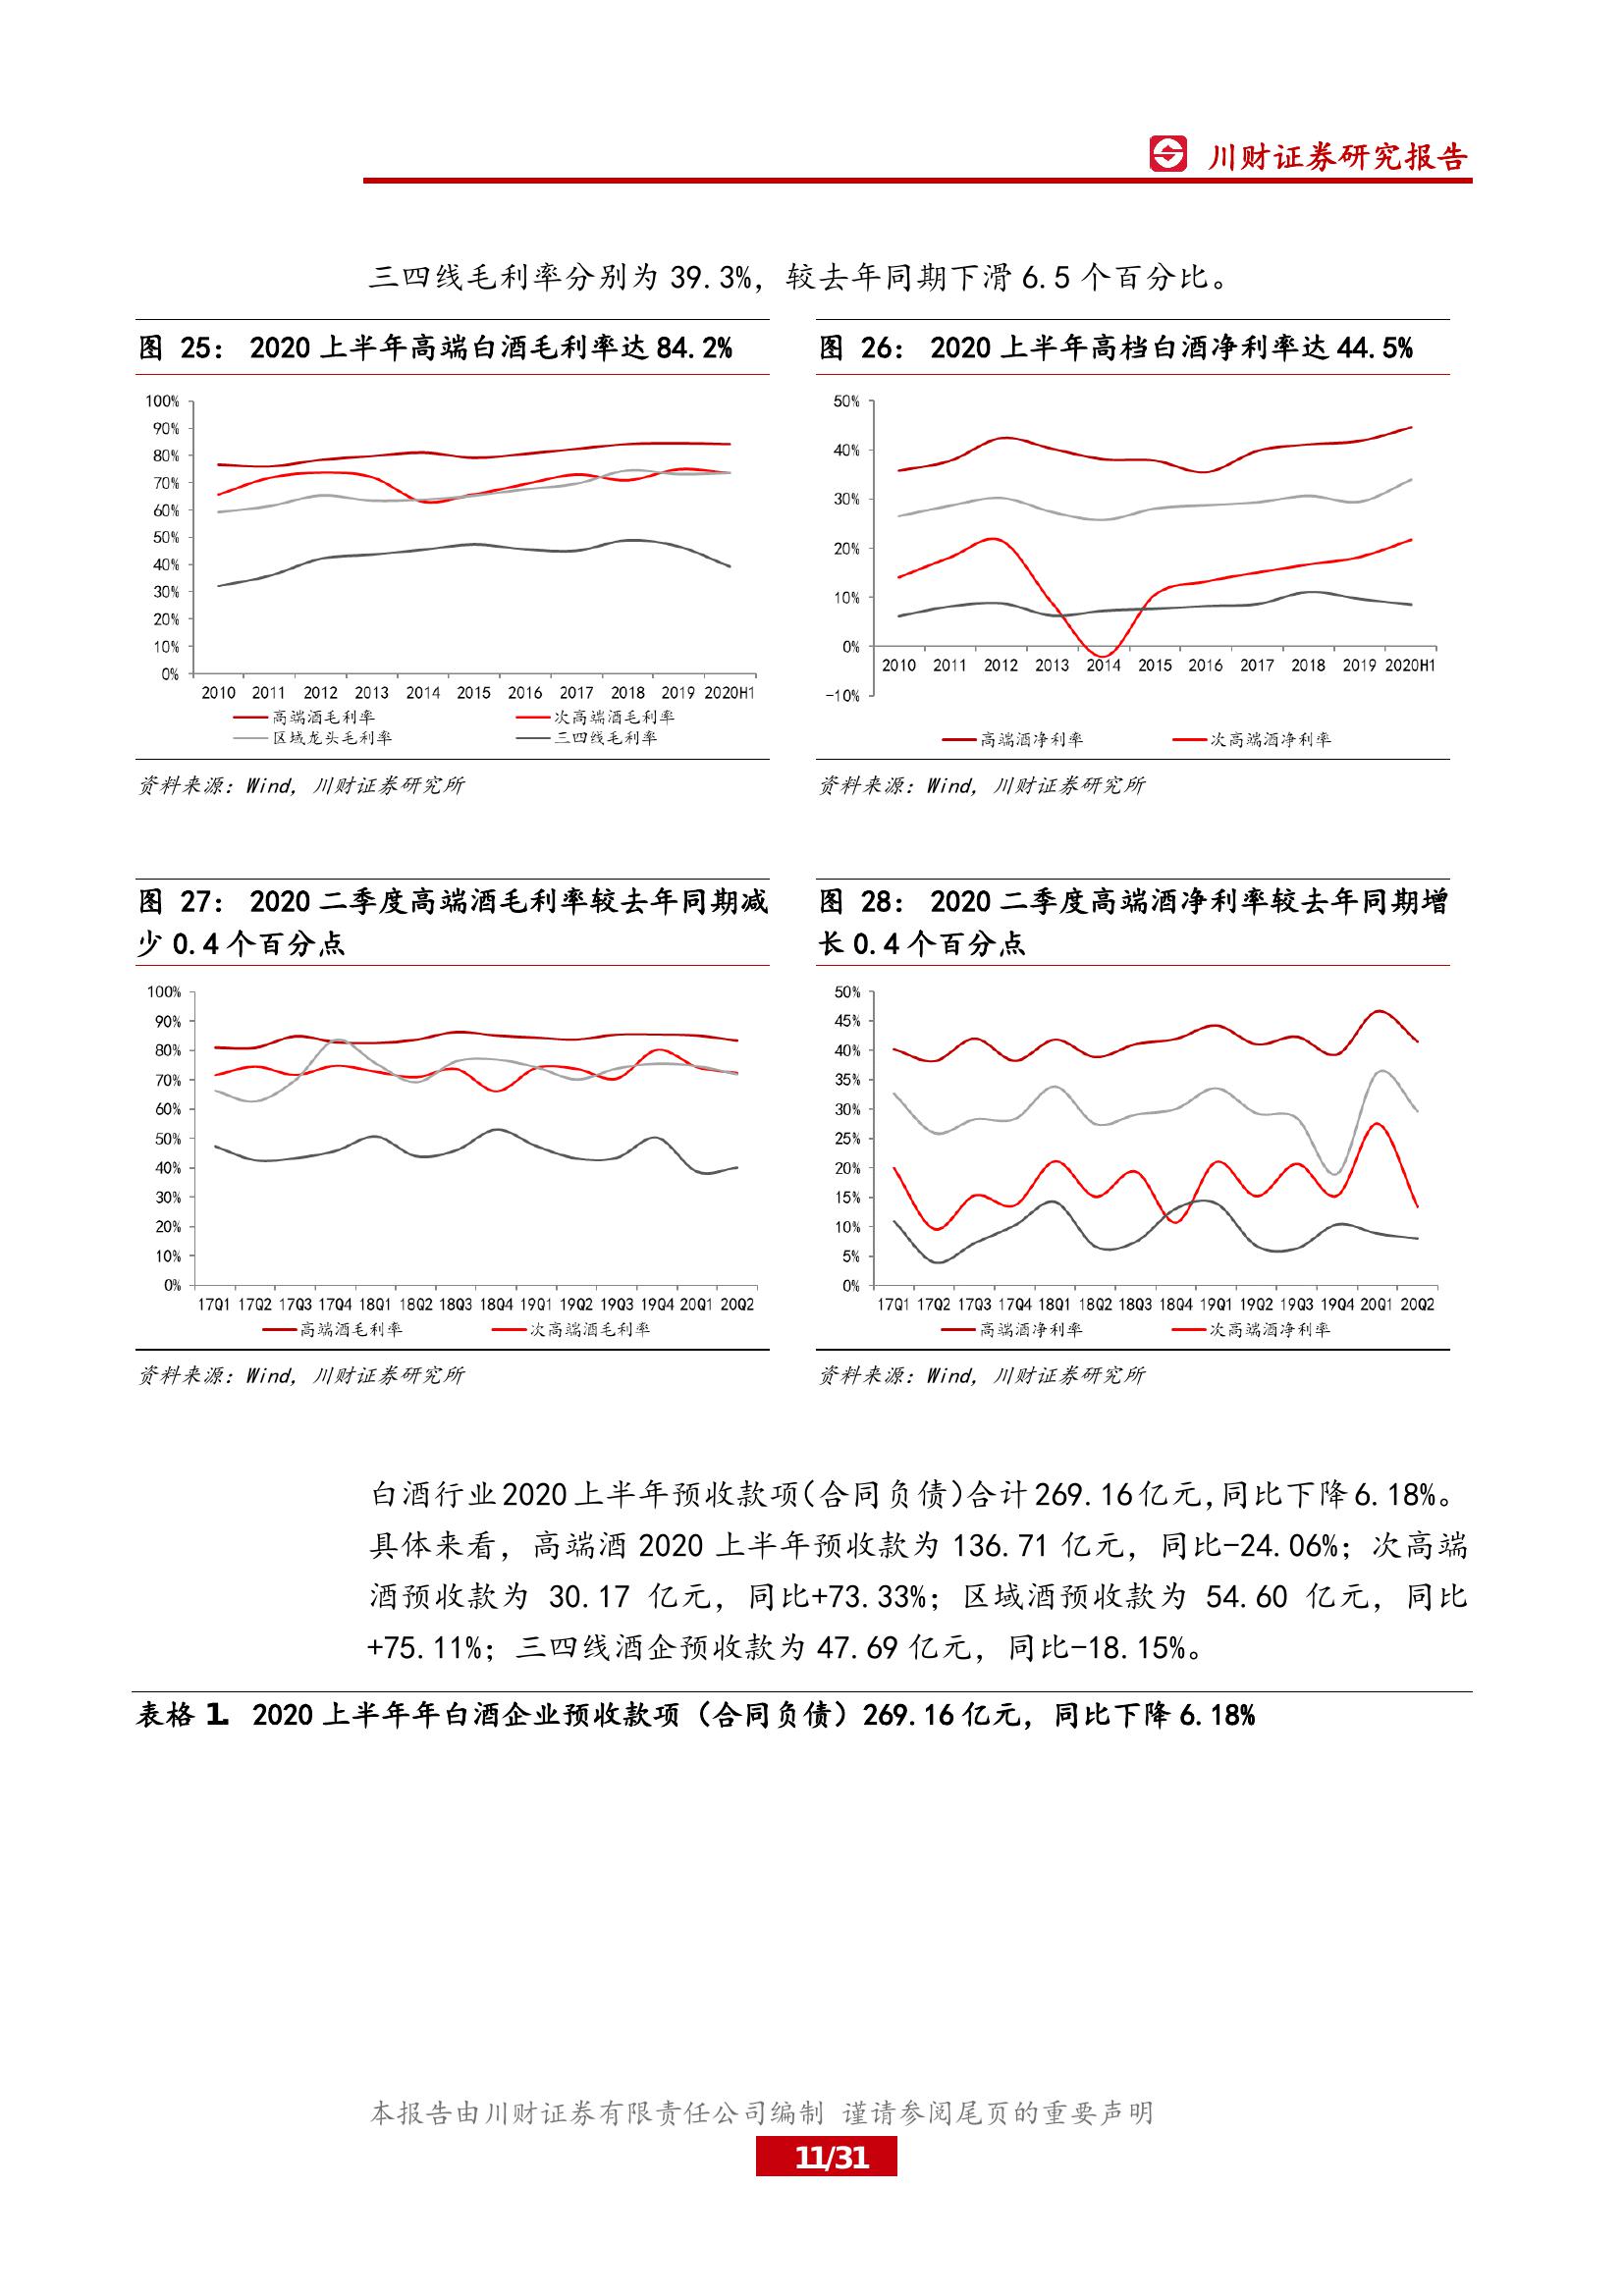 川财证券研究报告
三四线毛利率分别为 39.3%，较去年同期下滑 6.5 个百分比。
图 25： 2020 上半年高端白酒毛利率达 84.2%
100%
90%
80%
70%
60%
50%
40%
30%
20%
10%
0%
2010 2011 2012 2013 2014 2015 2016 2017 2018 2019 2020H1
高端酒毛利率 次高端酒毛利率
区域龙头毛利率 三四线毛利率
资料来源：Wind，川财证券研究所
图 26： 2020 上半年高档白酒净利率达 44.5%
50%
40%
30%
20%
10%
0%
-10%
2010 2011 2012 2013 2014 2015 2016 2017 2018 2019 2020H1
高端酒净利率 次高端酒净利率
资料来源：Wind，川财证券研究所
图 27： 2020 二季度高端酒毛利率较去年同期减
少 0.4 个百分点
100%
90%
80%
70%
60%
50%
40%
30%
20%
10%
0%
17Q1 17Q2 17Q3 17Q4 18Q1 18Q2 18Q3 18Q4 19Q1 19Q2 19Q3 19Q4 20Q1 20Q2
高端酒毛利率 次高端酒毛利率
资料来源：Wind，川财证券研究所
图 28： 2020 二季度高端酒净利率较去年同期增
长 0.4 个百分点
50%
45%
40%
35%
30%
25%
20%
15%
10%
5%
0%
17Q1 17Q2 17Q3 17Q4 18Q1 18Q2 18Q3 18Q4 19Q1 19Q2 19Q3 19Q4 20Q1 20Q2
高端酒净利率 次高端酒净利率
资料来源：Wind，川财证券研究所
白酒行业 2020 上半年预收款项（合同负债）合计 269.16 亿元，同比下降 6.18%。
具体来看，高端酒 2020 上半年预收款为 136.71 亿元，同比-24.06%；次高端
酒预收款为 30.17 亿元，同比+73.33%；区域酒预收款为 54.60 亿元，同比
+75.11%；三四线酒企预收款为 47.69 亿元，同比-18.15%。
表格 1. 2020 上半年年白酒企业预收款项（合同负债）269.16 亿元，同比下降 6.18%
本报告由川财证券有限责任公司编制 谨请参阅尾页的重要声明
11/31